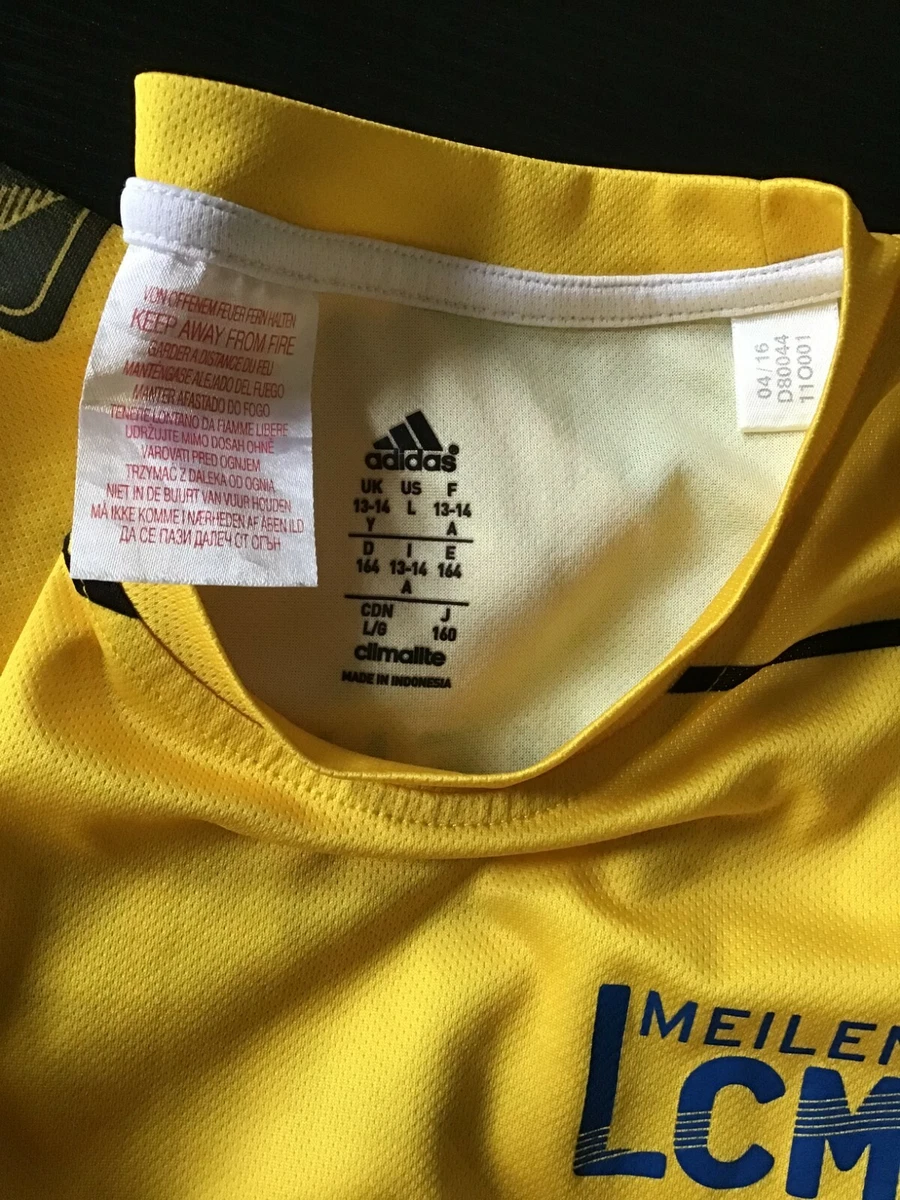 VON OFFENEM FEUER FERN HALTEN
KEEP AWAY FROM FIRE
GARDER A DISTANCE DU FEU
MANTENGASE ALEJADO DEL FUEGO
MANTER AFASTADO DO FOGO
TENERE LONTANO DA FIAMME LIBERE
UDRŽUJTE MIMO DOSAH OHNĚ
VAROVATI PRED OGNJEM
TRZYMAĆ Z DALEKA OD OGNIA
NIET IN DE BUURT VAN VUUR HOUDEN
MÅ IKKE KOMME I NÆRHEDEN AF ÅBEN ILD
ДА СЕ ПАЗИ ДАЛЕЧ ОТ ОГЪН
adidas®
UK US F
13-14 L 13-14
Y A
D I E
164 13-14 164
A
CDN J
L/G 160
climalite
MADE IN INDONESIA
04/16
D80044
11O001
MEILEN
LCM